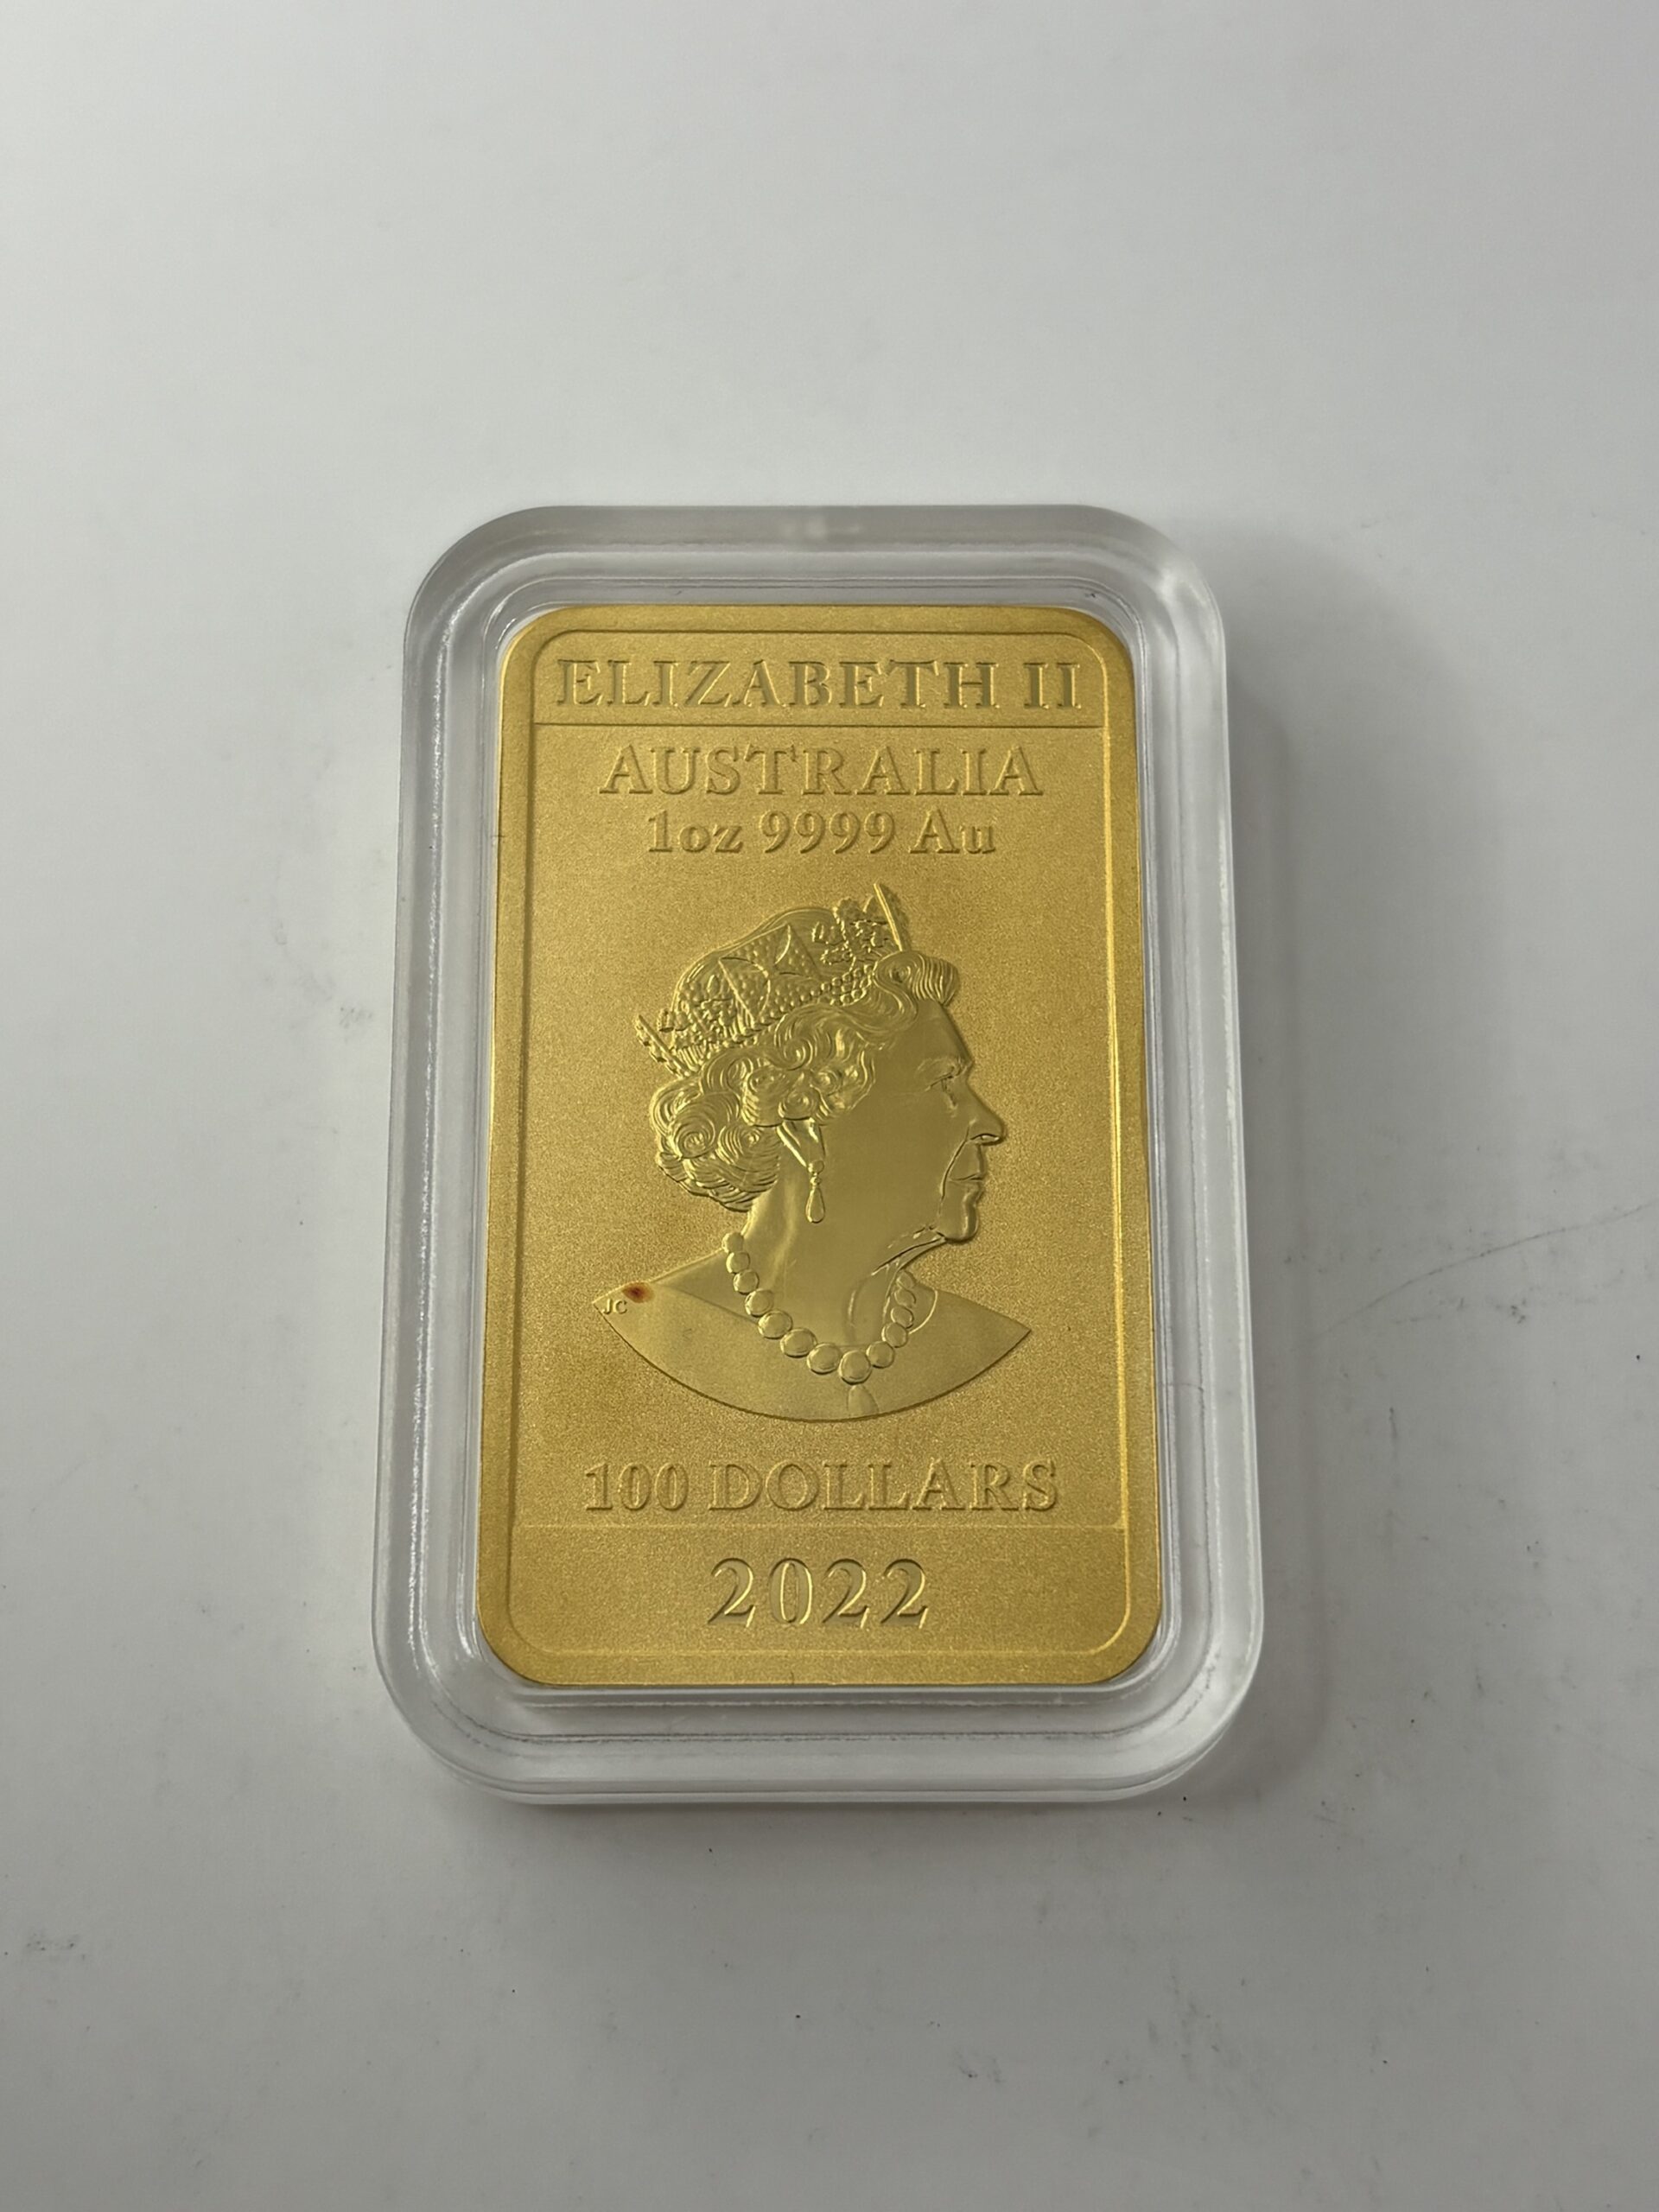 ELIZABETH II
AUSTRALIA
1oz 9999 Au
JC
100 DOLLARS
2022